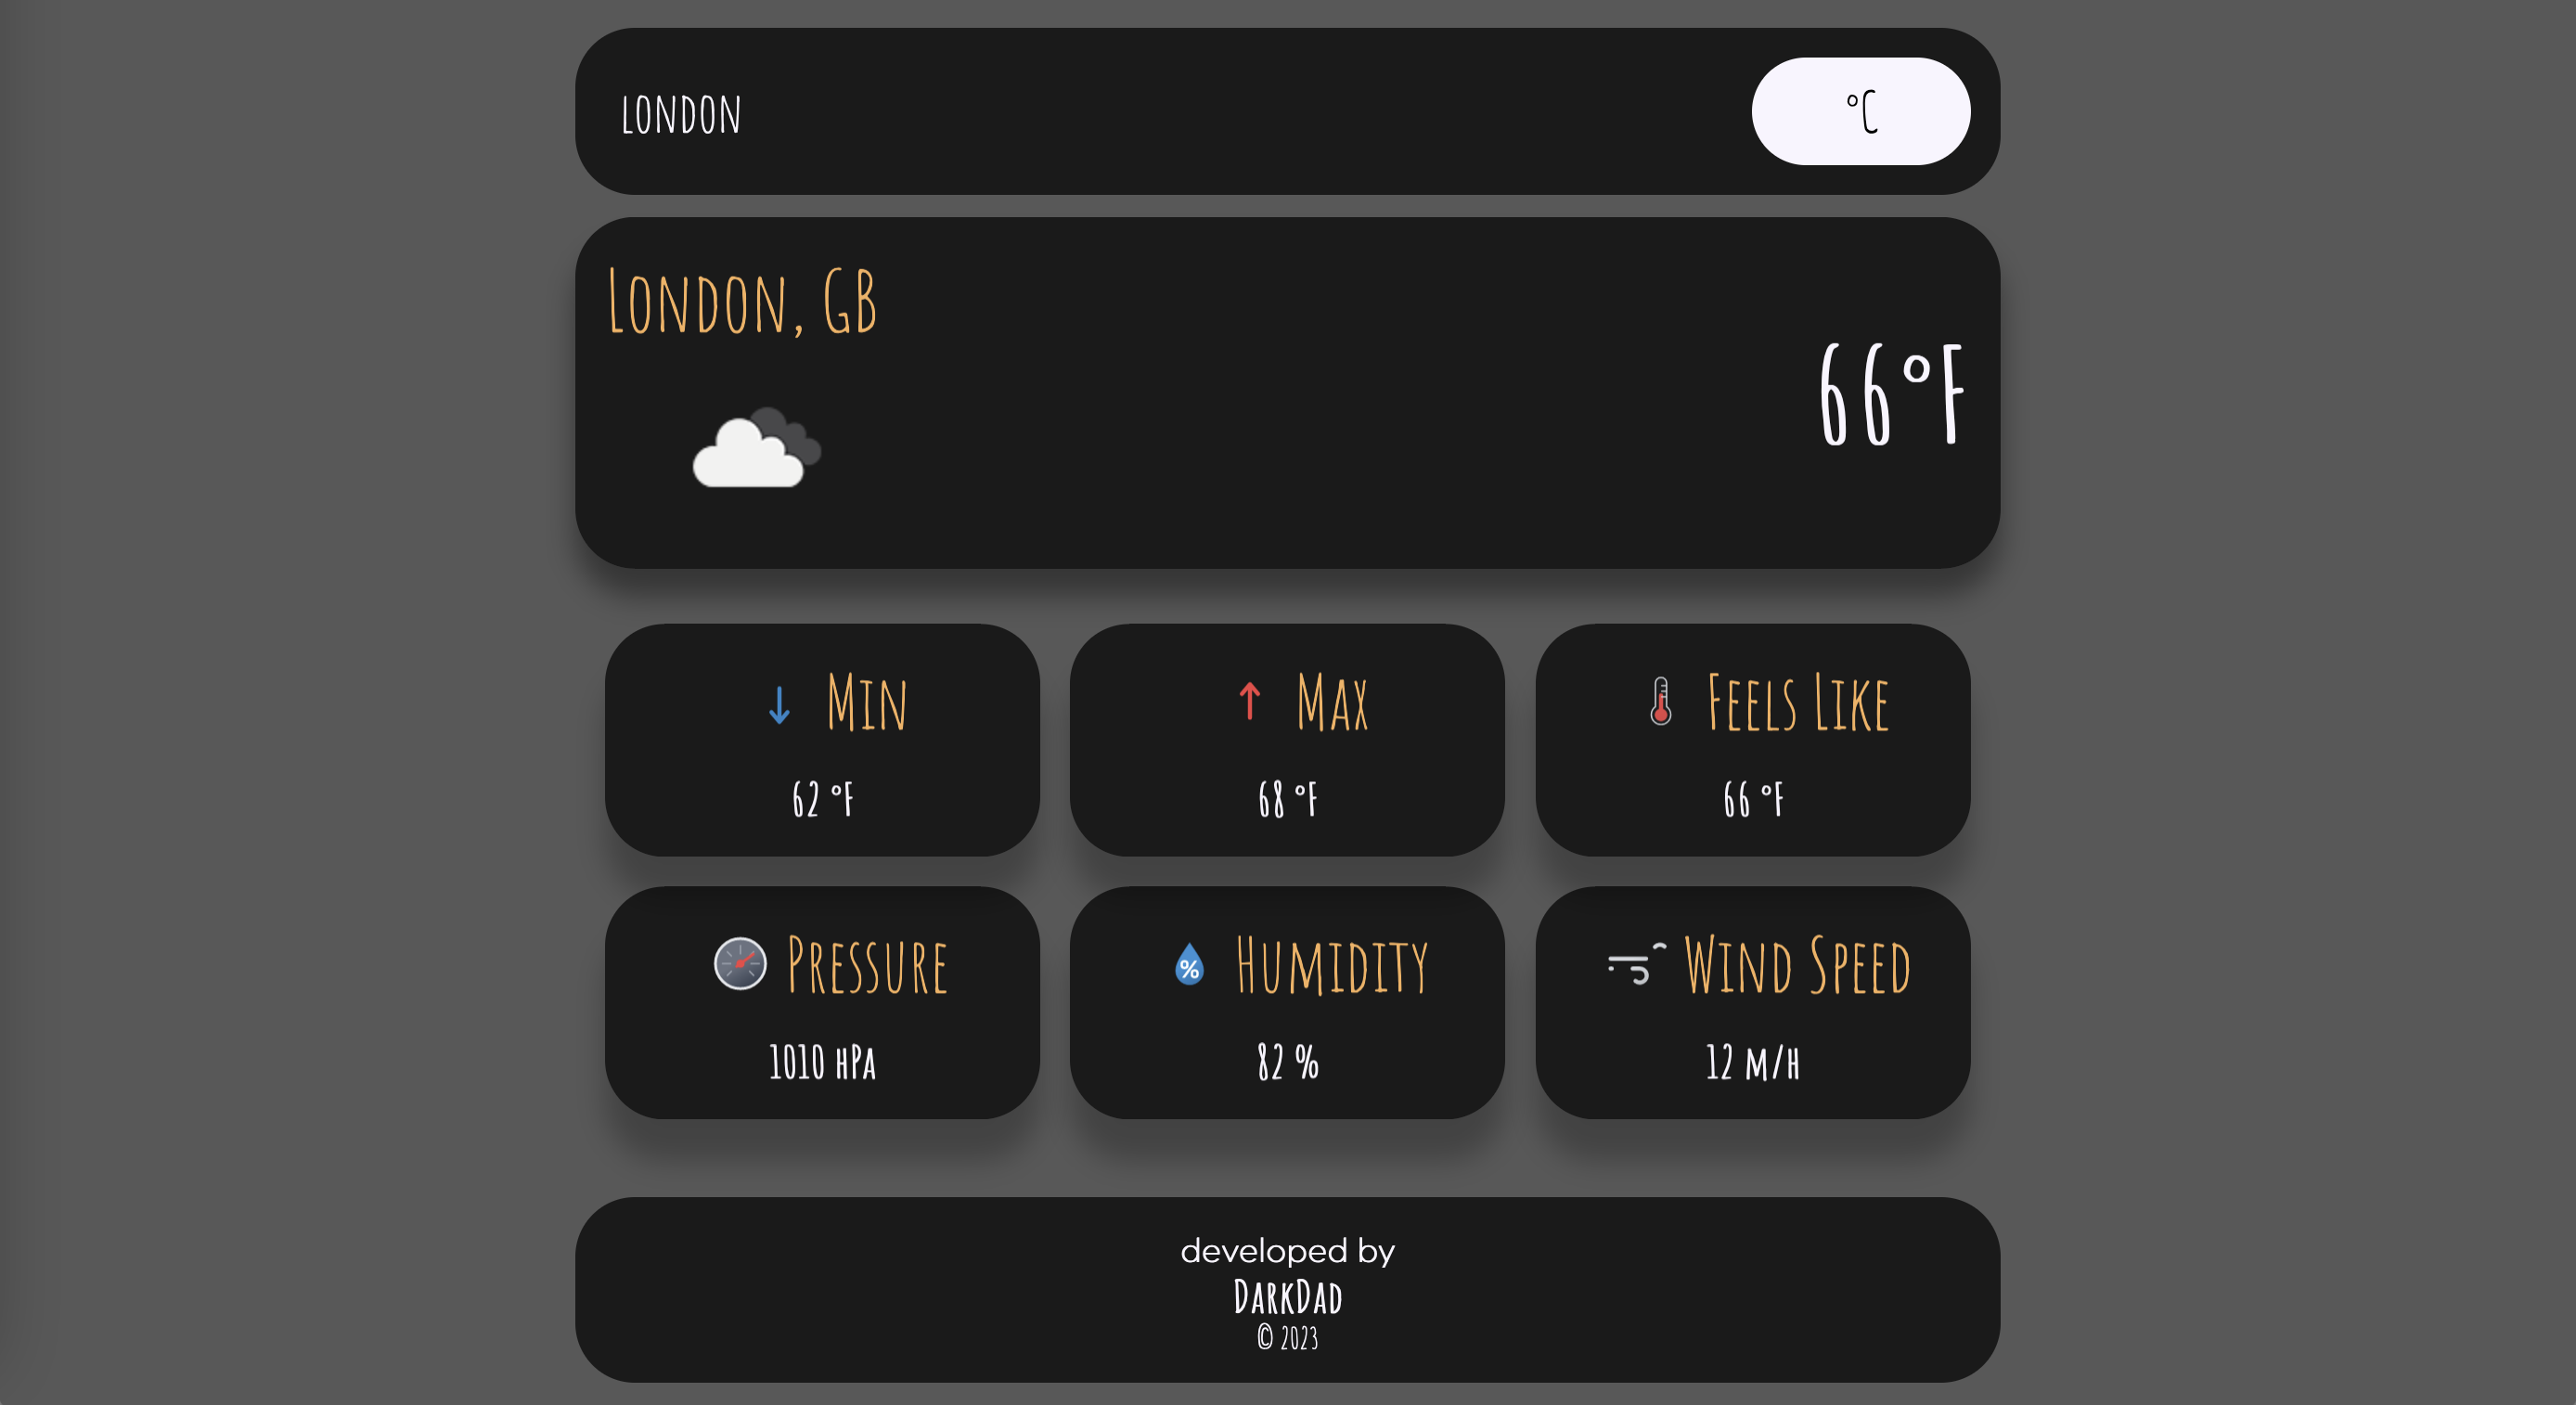 LONDON
°C
London, GB
66°F
Min
62 °F
Max
68 °F
Feels Like
66 °F
Pressure
1010 hPa
Humidity
82 %
Wind Speed
12 m/h
developed by
DarkDad
© 2023